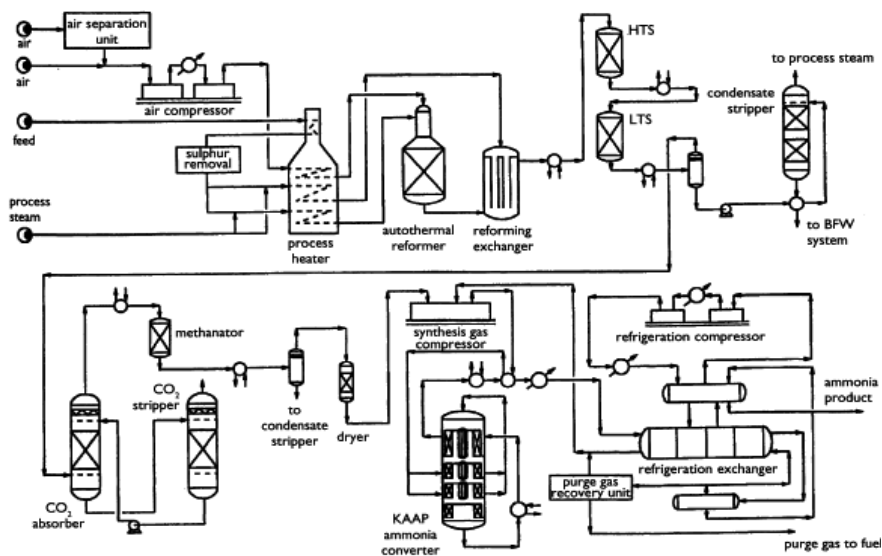 air separation
unit
air
air
air compressor
feed
sulphur
removal
process
steam
process
heater
autothermal
reformer
reforming
exchanger
HTS
LTS
to process steam
condensate
stripper
to BFW
system
methanator
CO2
stripper
to
condensate
stripper
dryer
CO2
absorber
synthesis gas
compressor
KAAP
ammonia
converter
refrigeration compressor
ammonia
product
refrigeration exchanger
purge gas
recovery unit
purge gas to fuel